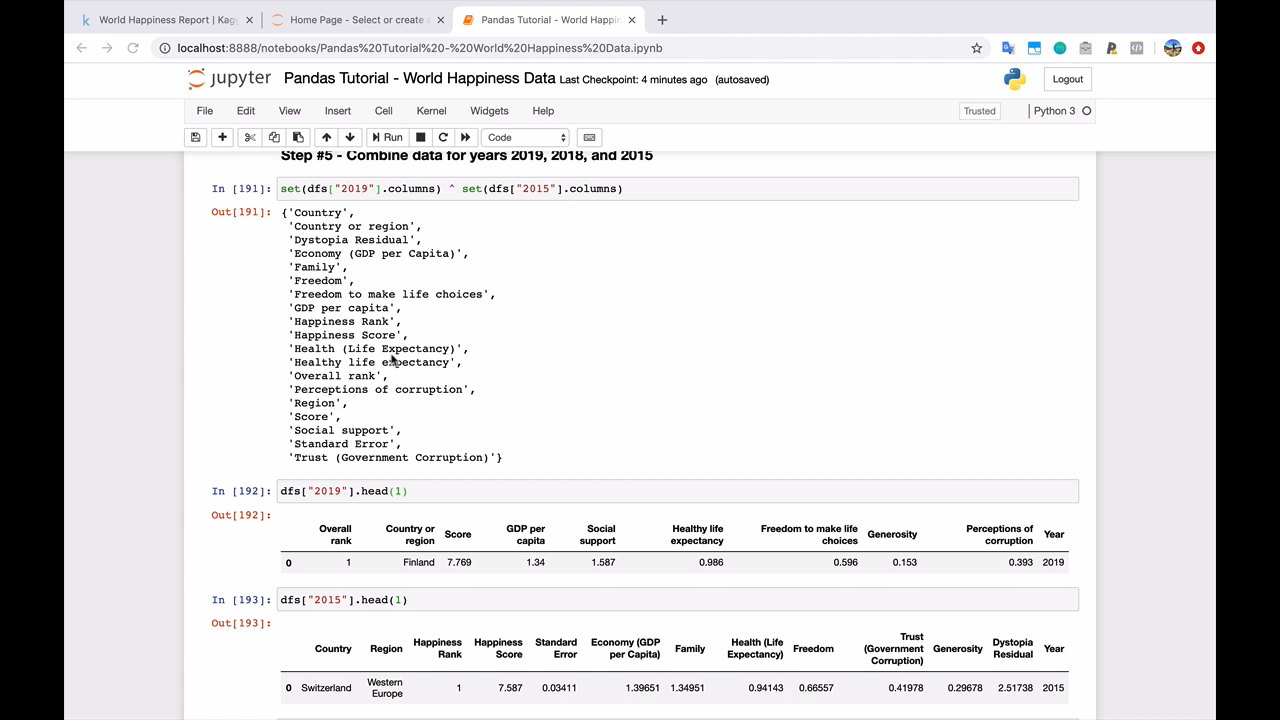 World Happiness Report | Kagg
Home Page - Select or create a
Pandas Tutorial - World Happin
localhost:8888/notebooks/Pandas%20Tutorial%20-%20World%20Happiness%20Data.ipynb
jupyter Pandas Tutorial - World Happiness Data Last Checkpoint: 4 minutes ago (autosaved)
Logout
File Edit View Insert Cell Kernel Widgets Help
Trusted
Python 3
Run
Code
Step #5 - Combine data for years 2019, 2018, and 2015
In [191]: set(dfs["2019"].columns) ^ set(dfs["2015"].columns)
Out[191]: {'Country',
'Country or region',
'Dystopia Residual',
'Economy (GDP per Capita)',
'Family',
'Freedom',
'Freedom to make life choices',
'GDP per capita',
'Happiness Rank',
'Happiness Score',
'Health (Life Expectancy)',
'Healthy life expectancy',
'Overall rank',
'Perceptions of corruption',
'Region',
'Score',
'Social support',
'Standard Error',
'Trust (Government Corruption)'}
In [192]: dfs["2019"].head(1)
Out[192]:
Overall rank Country or region Score GDP per capita Social support Healthy life expectancy Freedom to make life choices Generosity Perceptions of corruption Year
0 1 Finland 7.769 1.34 1.587 0.986 0.596 0.153 0.393 2019
In [193]: dfs["2015"].head(1)
Out[193]:
Country Region Happiness Rank Happiness Score Standard Error Economy (GDP per Capita) Family Health (Life Expectancy) Freedom Trust (Government Corruption) Generosity Dystopia Residual Year
0 Switzerland Western Europe 1 7.587 0.03411 1.39651 1.34951 0.94143 0.66557 0.41978 0.29678 2.51738 2015